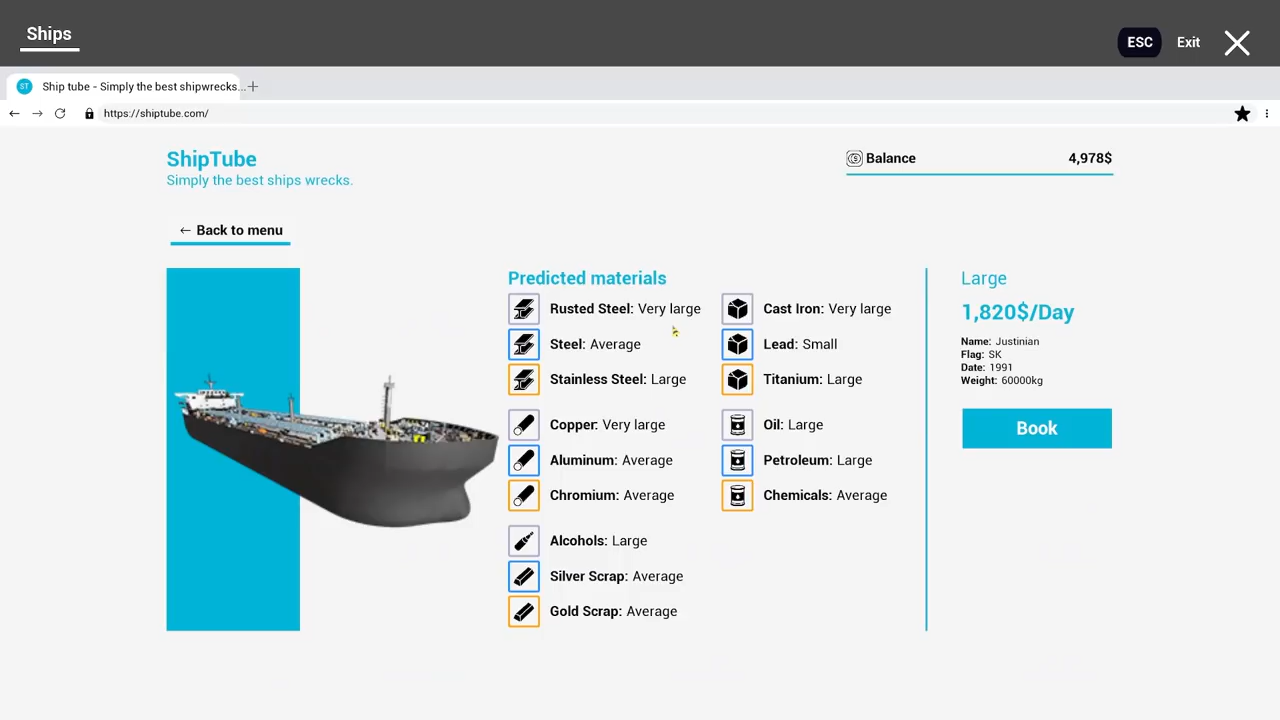 Ships
ESC Exit
ST Ship tube - Simply the best shipwrecks...
https://shiptube.com/
ShipTube
Simply the best ships wrecks.
Balance 4,978$
← Back to menu
Predicted materials
Rusted Steel: Very large
Steel: Average
Stainless Steel: Large
Copper: Very large
Aluminum: Average
Chromium: Average
Alcohols: Large
Silver Scrap: Average
Gold Scrap: Average
Cast Iron: Very large
Lead: Small
Titanium: Large
Oil: Large
Petroleum: Large
Chemicals: Average
Large
1,820$/Day
Name: Justinian
Flag: SK
Date: 1991
Weight: 60000kg
Book